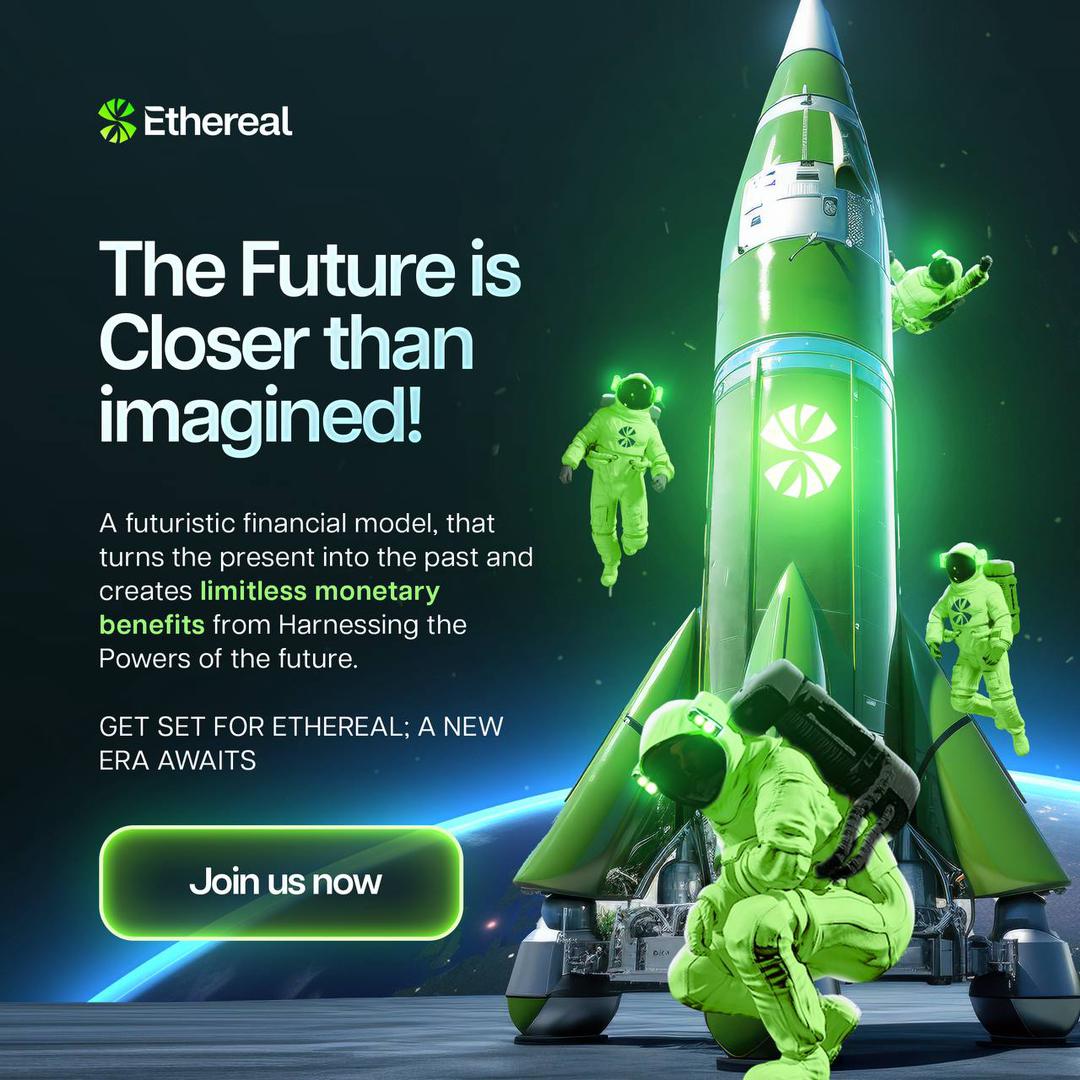 Ethereal
The Future is
Closer than
imagined!
A futuristic financial model, that
turns the present into the past and
creates limitless monetary
benefits from Harnessing the
Powers of the future.
GET SET FOR ETHEREAL; A NEW
ERA AWAITS
Join us now